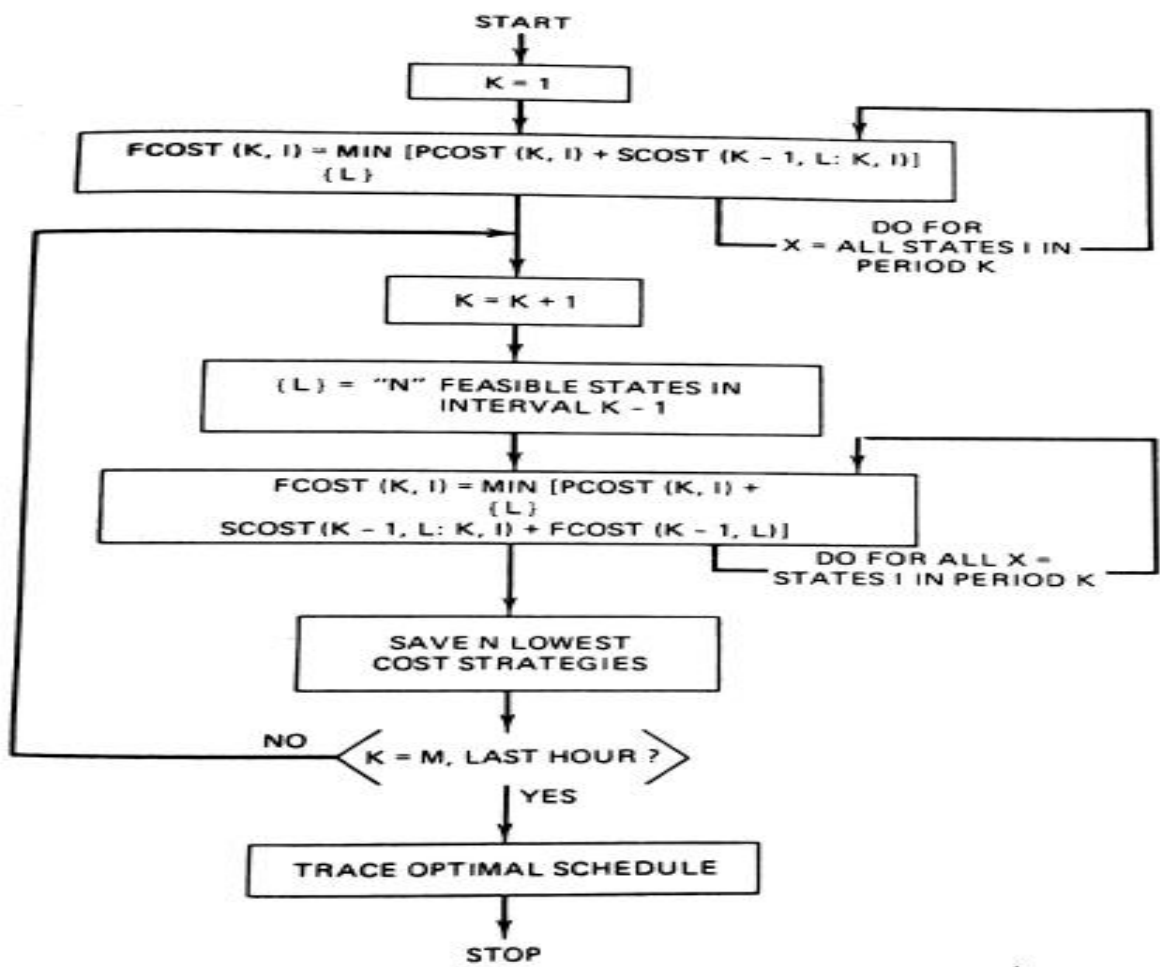 START
K = 1
FCOST (K, I) = MIN [PCOST (K, I) + SCOST (K - 1, L: K, I)]
{L}
DO FOR
X = ALL STATES I IN
PERIOD K
K = K + 1
{L} = "N" FEASIBLE STATES IN
INTERVAL K - 1
FCOST (K, I) = MIN [PCOST (K, I) +
{L}
SCOST(K - 1, L: K, I) + FCOST (K - 1, L)]
DO FOR ALL X =
STATES I IN PERIOD K
SAVE N LOWEST
COST STRATEGIES
NO
K = M, LAST HOUR ?
YES
TRACE OPTIMAL SCHEDULE
STOP